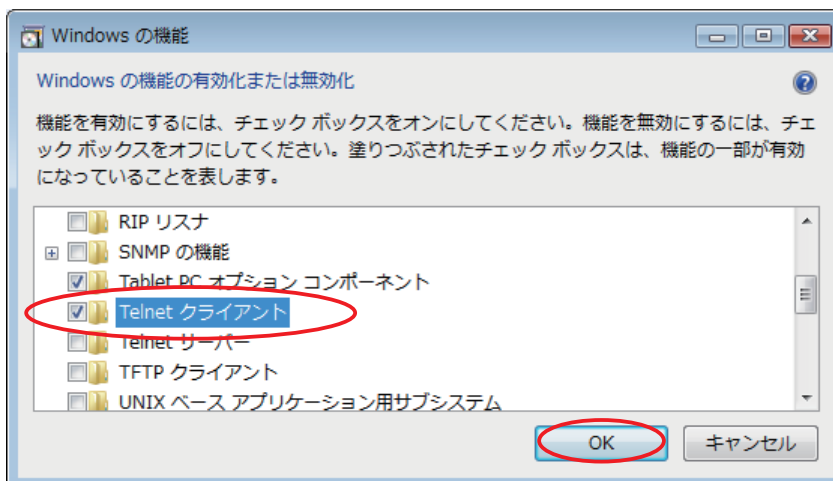 Windows の機能
Windows の機能の有効化または無効化
機能を有効にするには、チェック ボックスをオンにしてください。機能を無効にするには、チェ
ック ボックスをオフにしてください。塗りつぶされたチェック ボックスは、機能の一部が有効
になっていることを表します。
RIP リスナ
SNMP の機能
Tablet PC オプション コンポーネント
Telnet クライアント
Telnet サーバー
TFTP クライアント
UNIX ベース アプリケーション用サブシステム
OK
キャンセル